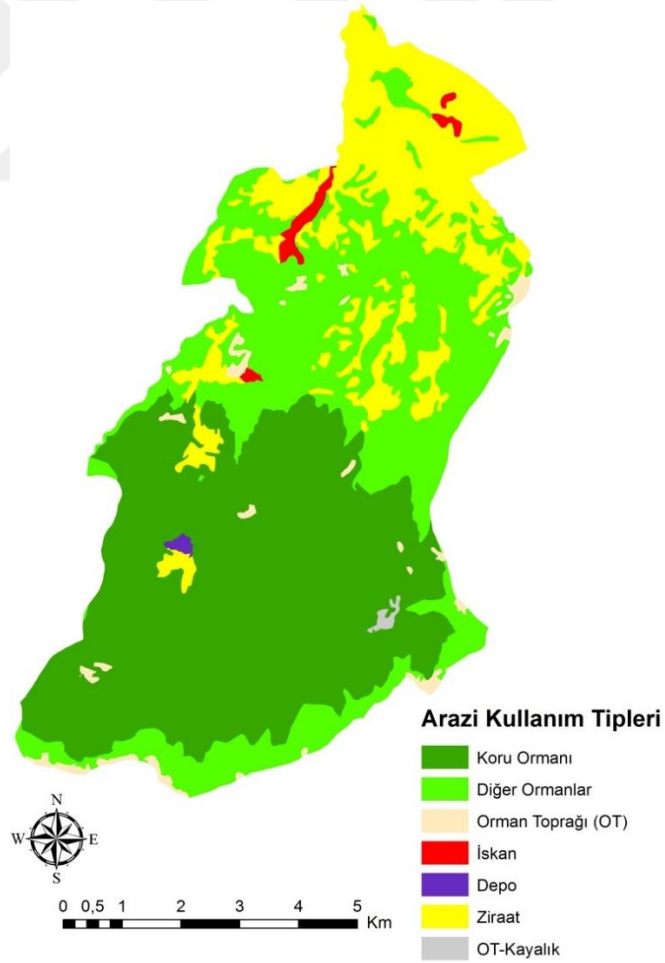 Arazi Kullanım Tipleri
Koru Ormanı
Diğer Ormanlar
Orman Toprağı (OT)
İskan
Depo
Ziraat
OT-Kayalık
N
W E
S
0 0,5 1 2 3 4 5
Km